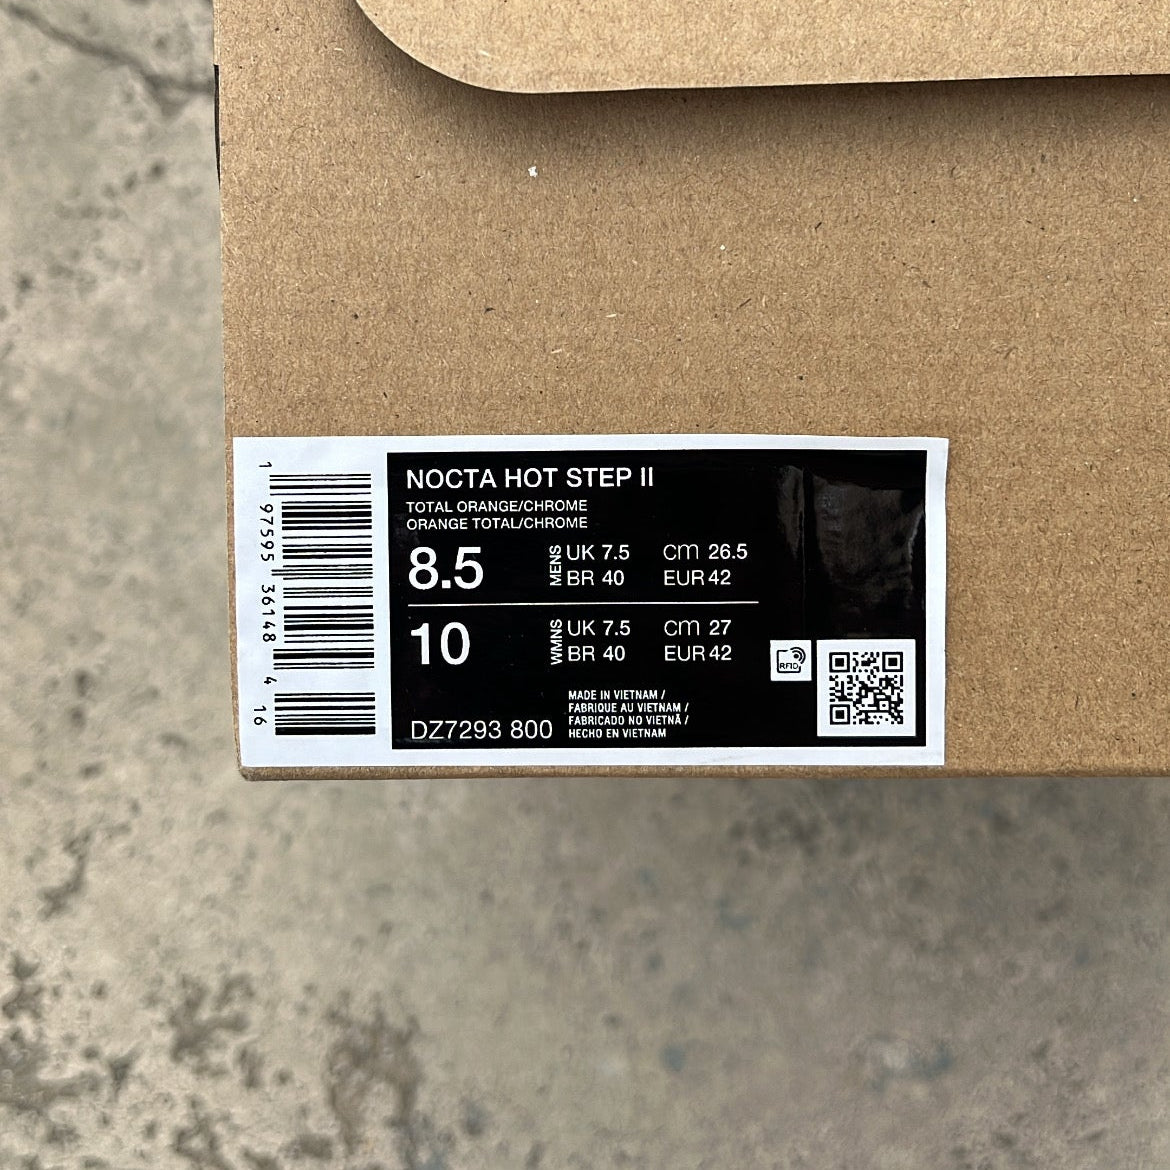 NOCTA HOT STEP II
TOTAL ORANGE/CHROME
ORANGE TOTAL/CHROME
8.5 MENS UK 7.5 CM 26.5
BR 40 EUR 42
10 WMNS UK 7.5 CM 27
BR 40 EUR 42
RFID
MADE IN VIETNAM /
FABRIQUE AU VIETNAM /
FABRICADO NO VIETNÃ /
HECHO EN VIETNAM
DZ7293 800
1 97595 36148 4 16